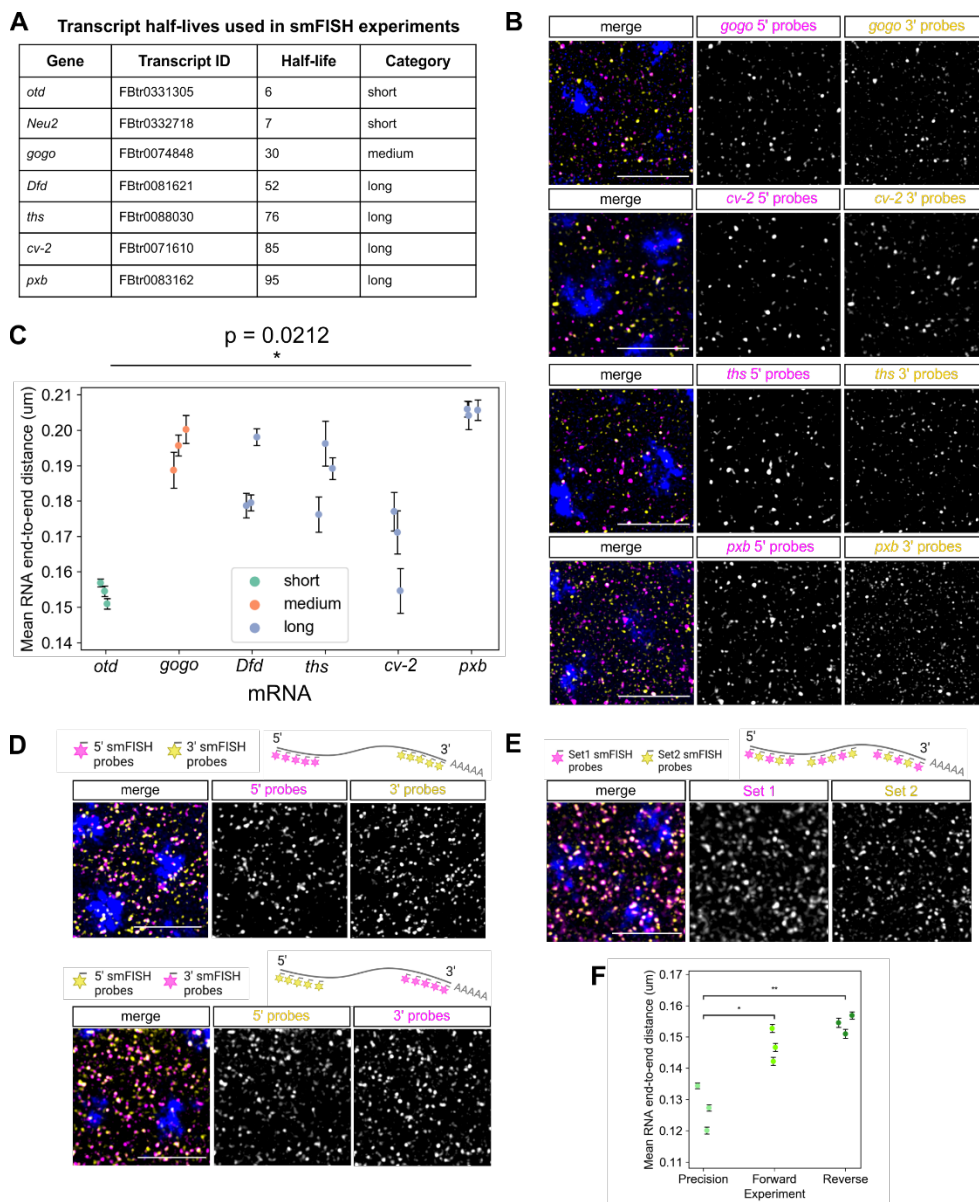 A
Transcript half-lives used in smFISH experiments
Gene Transcript ID Half-life Category
otd FBtr0331305 6 short
Neu2 FBtr0332718 7 short
gogo FBtr0074848 30 medium
Dfd FBtr0081621 52 long
ths FBtr0088030 76 long
cv-2 FBtr0071610 85 long
pxb FBtr0083162 95 long
B
merge gogo 5' probes gogo 3' probes
merge cv-2 5' probes cv-2 3' probes
merge ths 5' probes ths 3' probes
merge pxb 5' probes pxb 3' probes
C
p = 0.0212
*
Mean RNA end-to-end distance (um)
0.21
0.20
0.19
0.18
0.17
0.16
0.15
0.14
short
medium
long
otd gogo Dfd ths cv-2 pxb
mRNA
D
5' smFISH probes
3' smFISH probes
5'
3'
AAAAA
merge 5' probes 3' probes
5' smFISH probes
3' smFISH probes
5'
3'
AAAAA
merge 5' probes 3' probes
E
Set1 smFISH probes
Set2 smFISH probes
5'
3'
AAAAA
merge Set 1 Set 2
F
Mean RNA end-to-end distance (um)
0.17
0.16
0.15
0.14
0.13
0.12
0.11
**
*
Precision Forward Reverse
Experiment